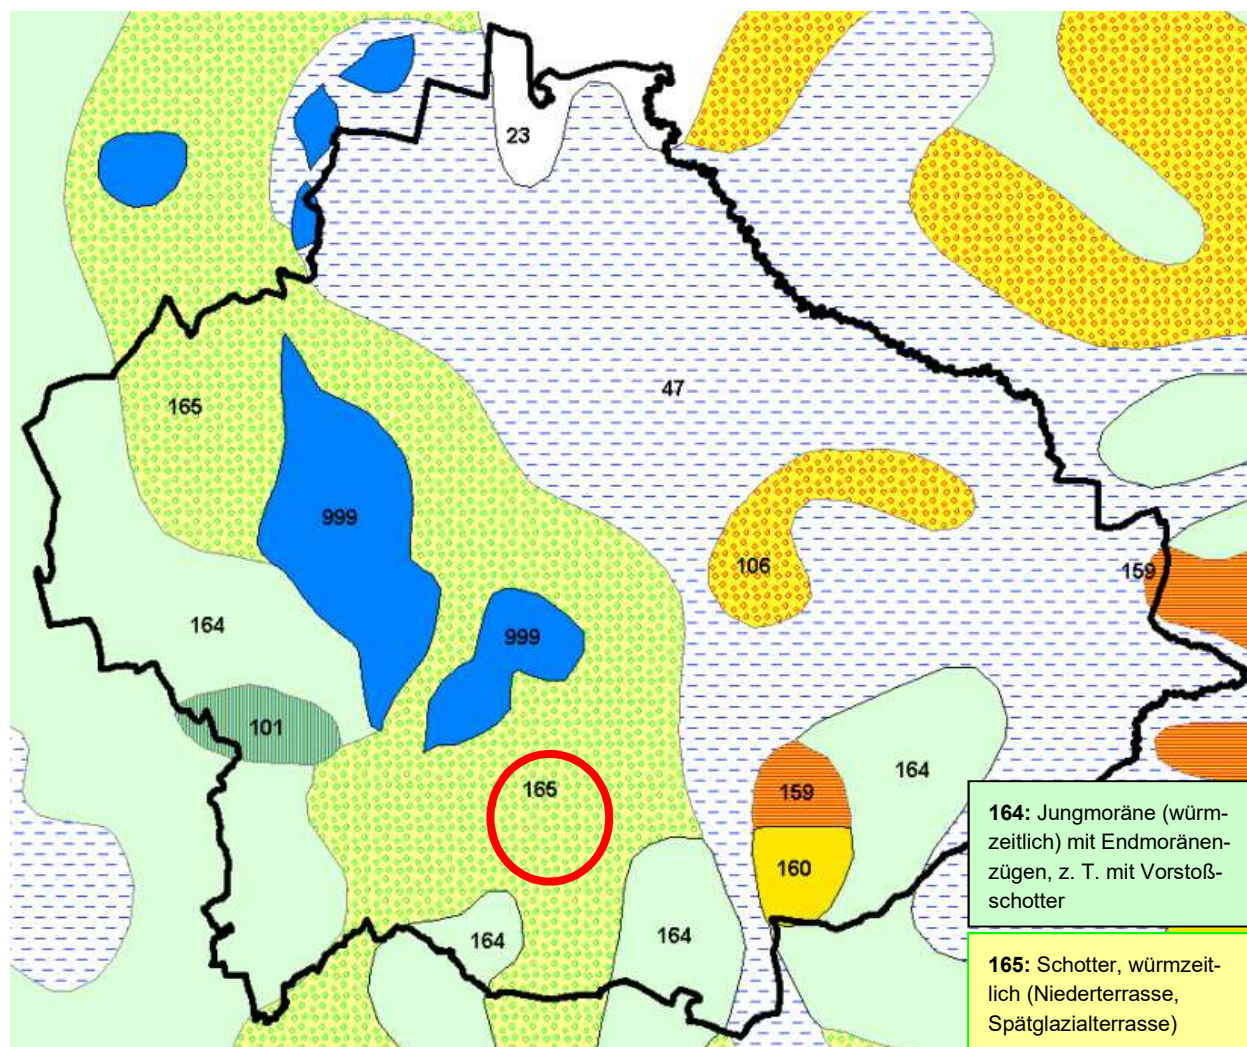 23
47
165
999
106
159
164
999
101
165
159
164
160
164
164
164: Jungmoräne (würm-
zeitlich) mit Endmoränen-
zügen, z. T. mit Vorstoß-
schotter
165: Schotter, würmzeit-
lich (Niederterrasse,
Spätglazialterrasse)